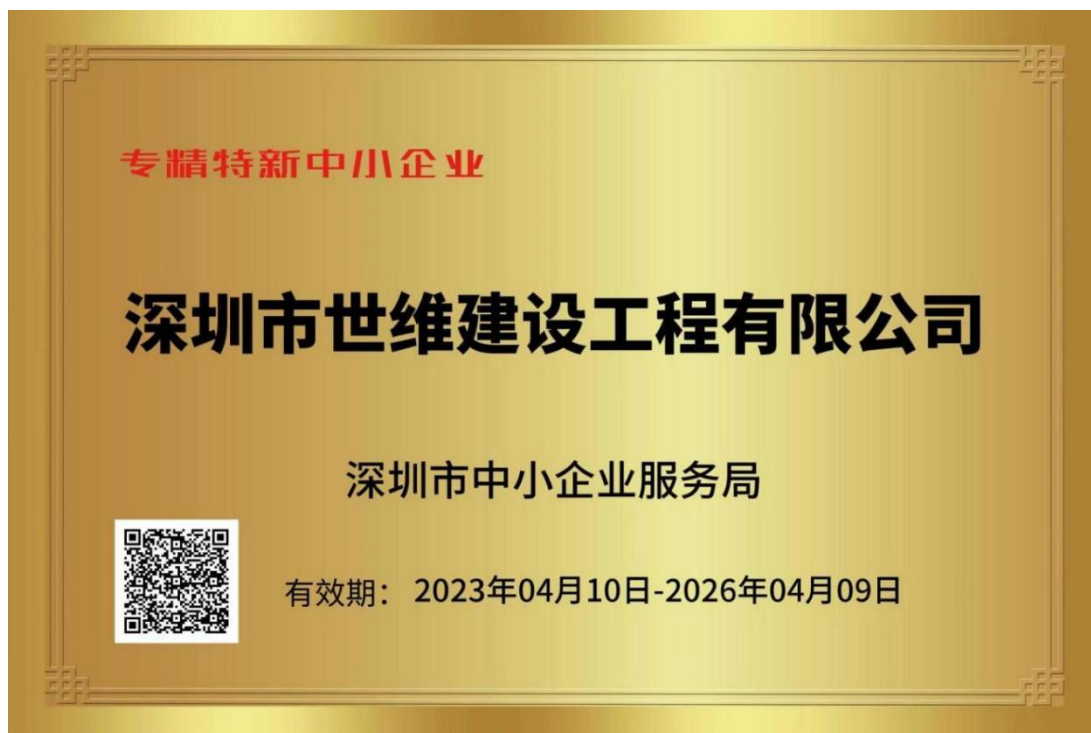 专精特新中小企业
深圳市世维建设工程有限公司
深圳市中小企业服务局
有效期： 2023年04月10日-2026年04月09日